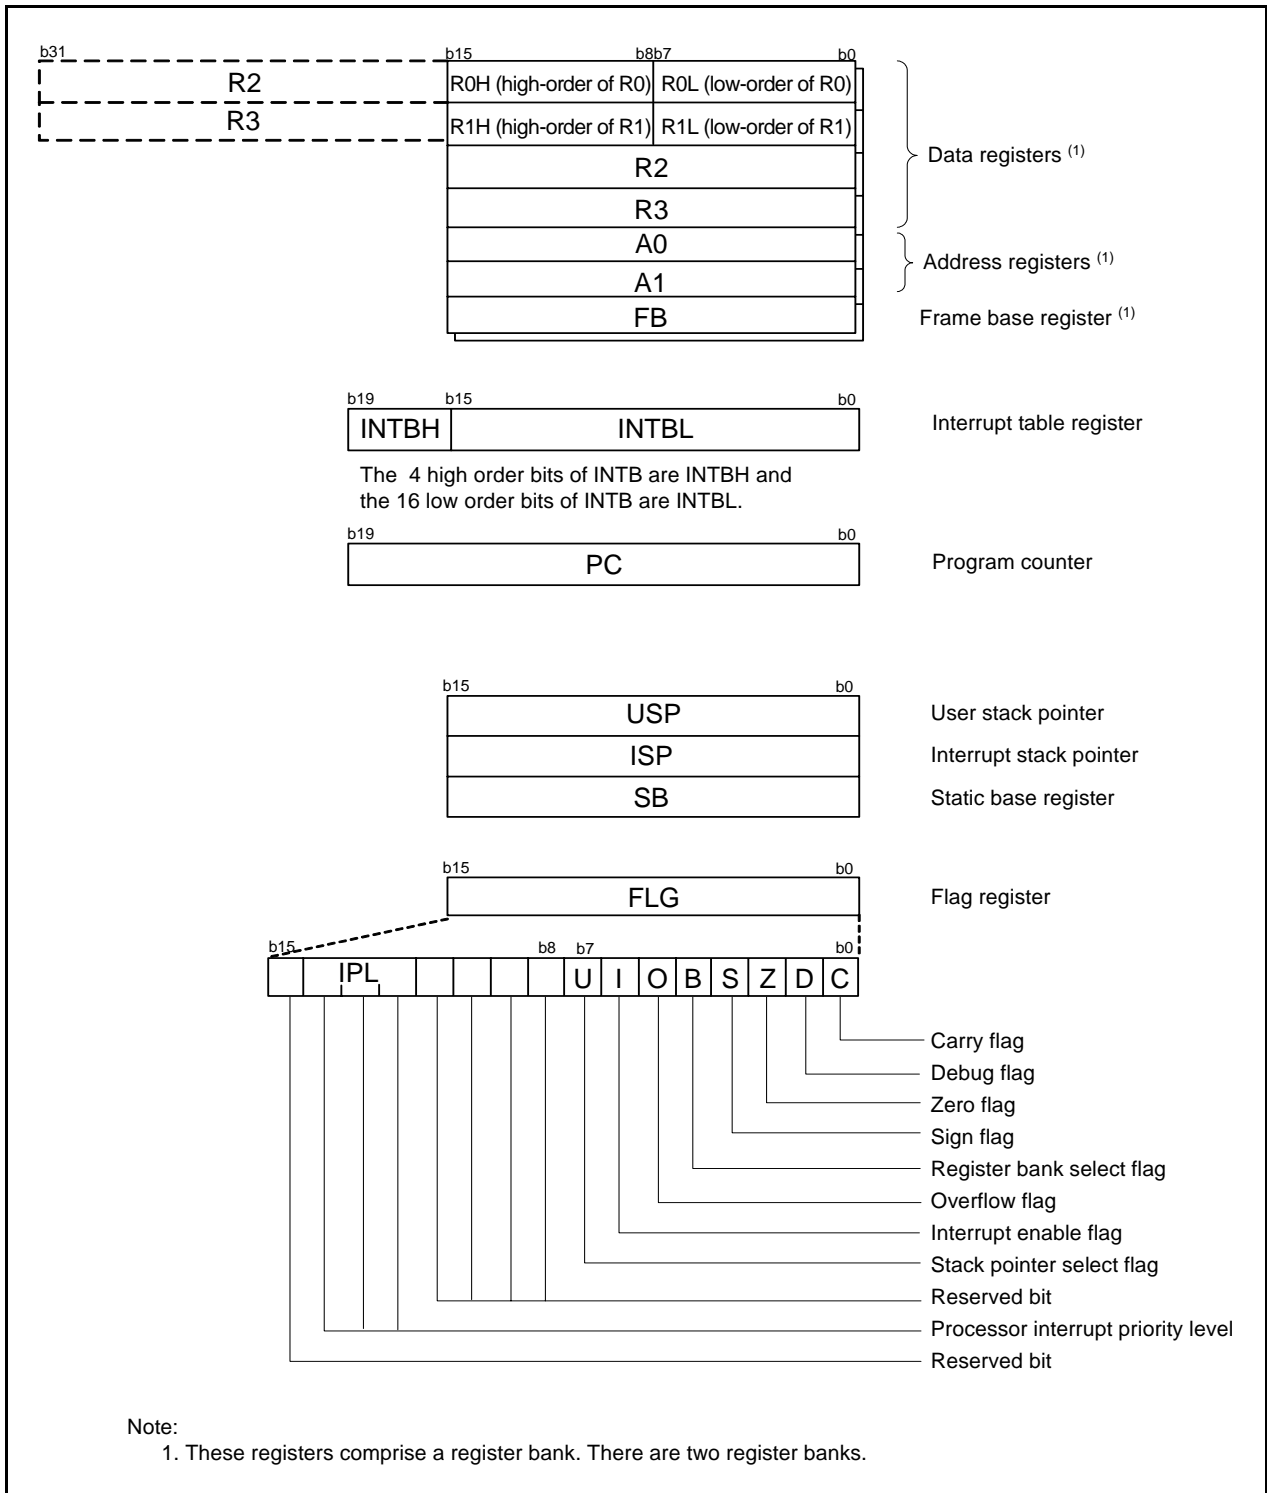 b31 b15 b8b7 b0
R2 R0H (high-order of R0) R0L (low-order of R0)
R3 R1H (high-order of R1) R1L (low-order of R1)
R2
Data registers (1)
R3
A0
Address registers (1)
A1
FB Frame base register (1)
b19 b15 b0
INTBH INTBL Interrupt table register
The 4 high order bits of INTB are INTBH and
the 16 low order bits of INTB are INTBL.
b19 b0
PC Program counter
b15 b0
USP User stack pointer
ISP Interrupt stack pointer
SB Static base register
b15 b0
FLG Flag register
b15 b8 b7 b0
IPL U I O B S Z D C
Carry flag
Debug flag
Zero flag
Sign flag
Register bank select flag
Overflow flag
Interrupt enable flag
Stack pointer select flag
Reserved bit
Processor interrupt priority level
Reserved bit
Note:
1. These registers comprise a register bank. There are two register banks.